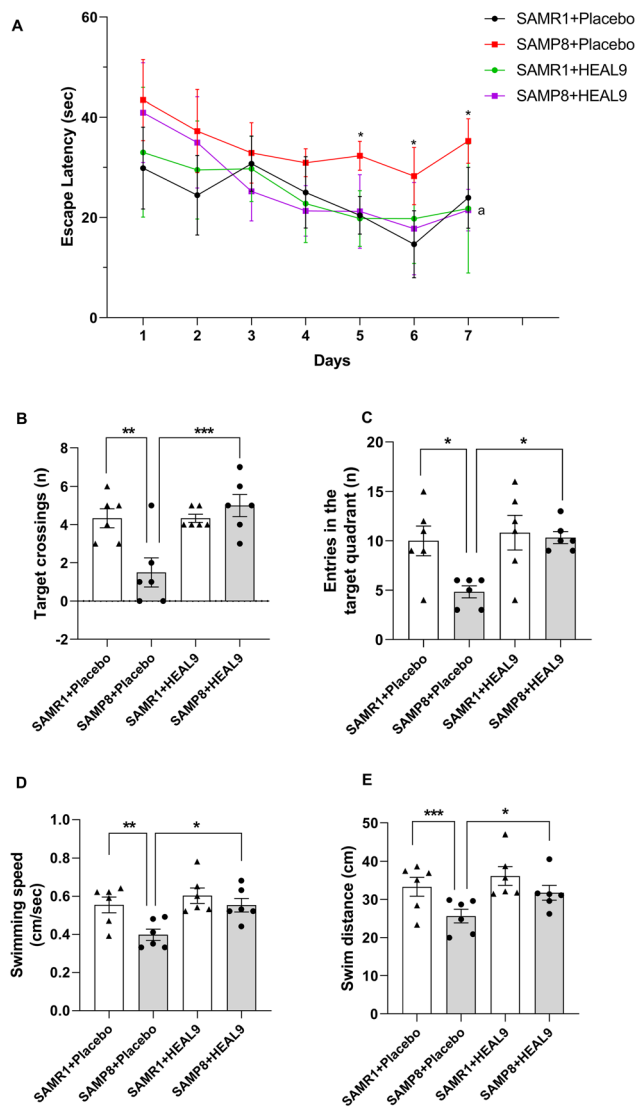 A
SAMR1+Placebo
SAMP8+Placebo
SAMR1+HEAL9
SAMP8+HEAL9
Escape Latency (sec)
60
40
20
0
*
*
*
a
1 2 3 4 5 6 7
Days
B
Target crossings (n)
8
6
4
2
0
-2
**
***
SAMR1+Placebo
SAMP8+Placebo
SAMR1+HEAL9
SAMP8+HEAL9
C
Entries in the
target quadrant (n)
20
15
10
5
0
*
*
SAMR1+Placebo
SAMP8+Placebo
SAMR1+HEAL9
SAMP8+HEAL9
D
Swimming speed
(cm/sec)
1.0
0.8
0.6
0.4
0.2
0.0
**
*
SAMR1+Placebo
SAMP8+Placebo
SAMR1+HEAL9
SAMP8+HEAL9
E
Swim distance (cm)
50
40
30
20
10
0
***
*
SAMR1+Placebo
SAMP8+Placebo
SAMR1+HEAL9
SAMP8+HEAL9